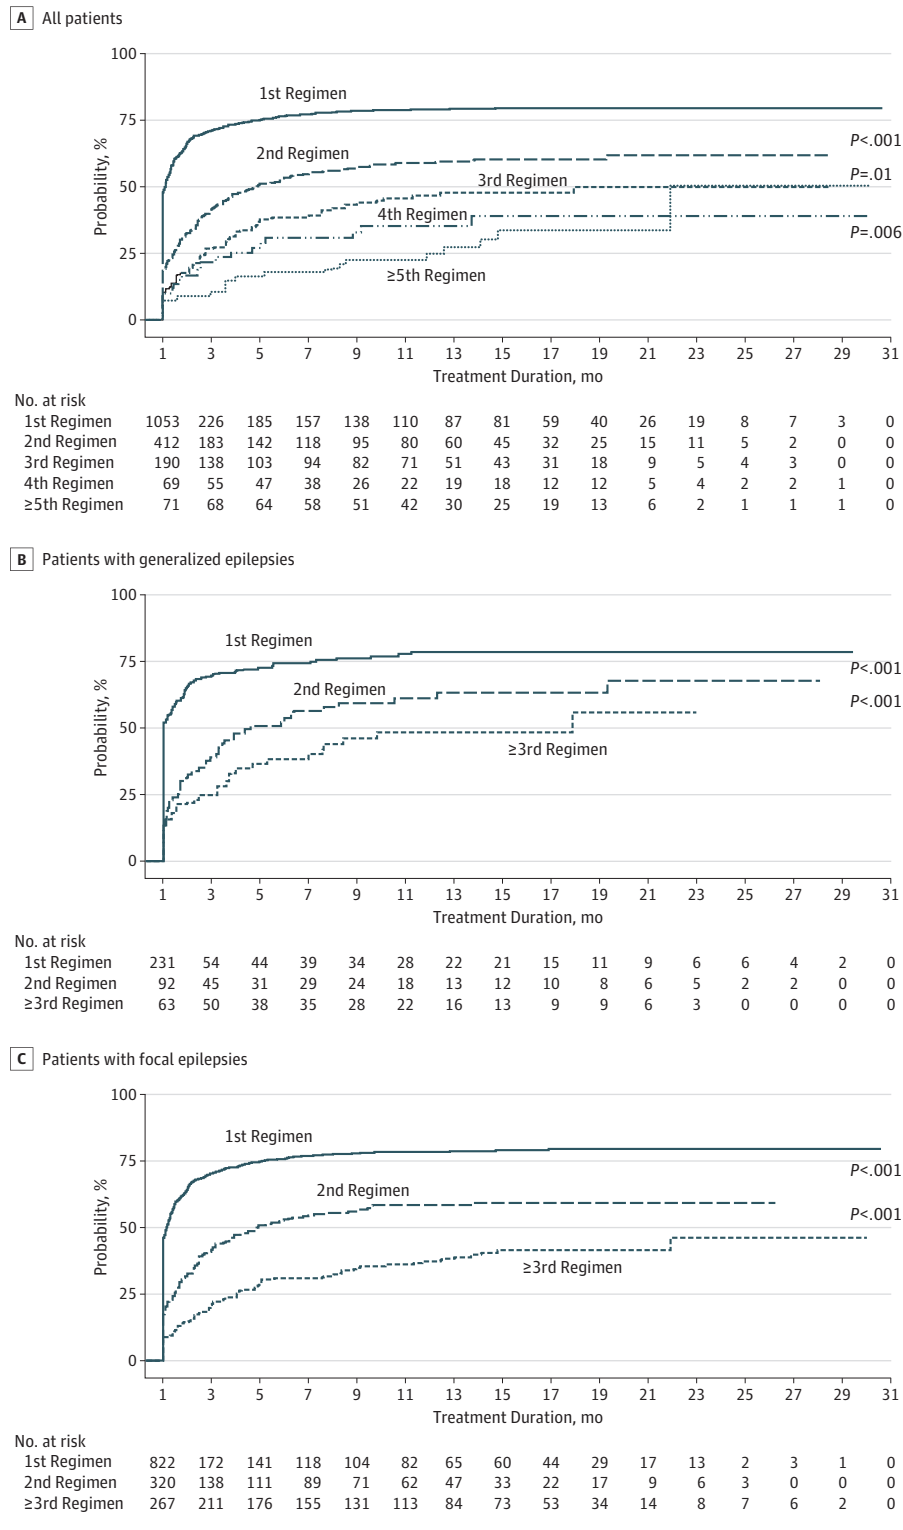 A All patients
100
75
50
25
0
Probability, %
1st Regimen
2nd Regimen
3rd Regimen
4th Regimen
≥5th Regimen
P<.001
P=.01
P=.006
1 3 5 7 9 11 13 15 17 19 21 23 25 27 29 31
Treatment Duration, mo
No. at risk
1st Regimen 1053 226 185 157 138 110 87 81 59 40 26 19 8 7 3 0
2nd Regimen 412 183 142 118 95 80 60 45 32 25 15 11 5 2 0 0
3rd Regimen 190 138 103 94 82 71 51 43 31 18 9 5 4 3 0 0
4th Regimen 69 55 47 38 26 22 19 18 12 12 5 4 2 2 1 0
≥5th Regimen 71 68 64 58 51 42 30 25 19 13 6 2 1 1 1 0
B Patients with generalized epilepsies
100
75
50
25
0
Probability, %
1st Regimen
2nd Regimen
≥3rd Regimen
P<.001
P<.001
1 3 5 7 9 11 13 15 17 19 21 23 25 27 29 31
Treatment Duration, mo
No. at risk
1st Regimen 231 54 44 39 34 28 22 21 15 11 9 6 6 4 2 0
2nd Regimen 92 45 31 29 24 18 13 12 10 8 6 5 2 2 0 0
≥3rd Regimen 63 50 38 35 28 22 16 13 9 9 6 3 0 0 0 0
C Patients with focal epilepsies
100
75
50
25
0
Probability, %
1st Regimen
2nd Regimen
≥3rd Regimen
P<.001
P<.001
1 3 5 7 9 11 13 15 17 19 21 23 25 27 29 31
Treatment Duration, mo
No. at risk
1st Regimen 822 172 141 118 104 82 65 60 44 29 17 13 2 3 1 0
2nd Regimen 320 138 111 89 71 62 47 33 22 17 9 6 3 0 0 0
≥3rd Regimen 267 211 176 155 131 113 84 73 53 34 14 8 7 6 2 0